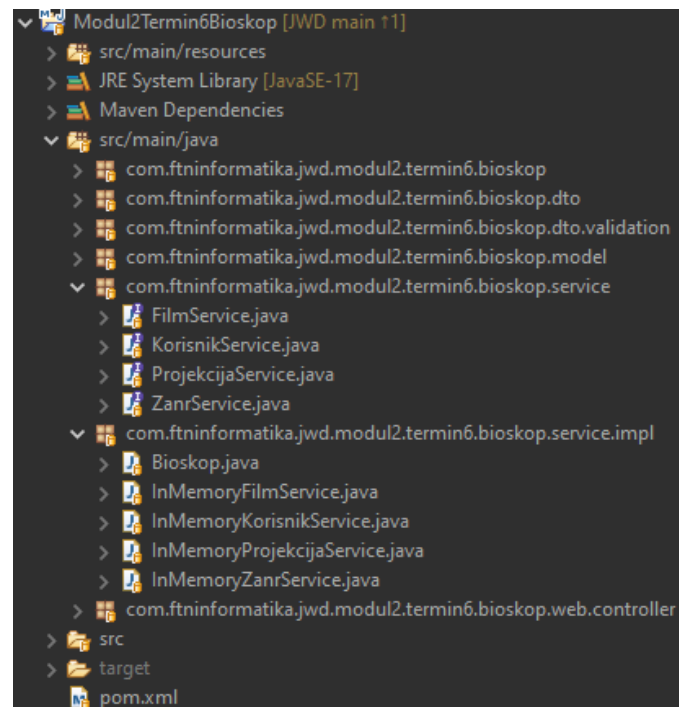 Modul2Termin6Bioskop [JWD main ↑1]
src/main/resources
JRE System Library [JavaSE-17]
Maven Dependencies
src/main/java
com.ftninformatika.jwd.modul2.termin6.bioskop
com.ftninformatika.jwd.modul2.termin6.bioskop.dto
com.ftninformatika.jwd.modul2.termin6.bioskop.dto.validation
com.ftninformatika.jwd.modul2.termin6.bioskop.model
com.ftninformatika.jwd.modul2.termin6.bioskop.service
FilmService.java
KorisnikService.java
ProjekcijaService.java
ZanrService.java
com.ftninformatika.jwd.modul2.termin6.bioskop.service.impl
Bioskop.java
InMemoryFilmService.java
InMemoryKorisnikService.java
InMemoryProjekcijaService.java
InMemoryZanrService.java
com.ftninformatika.jwd.modul2.termin6.bioskop.web.controller
src
target
pom.xml